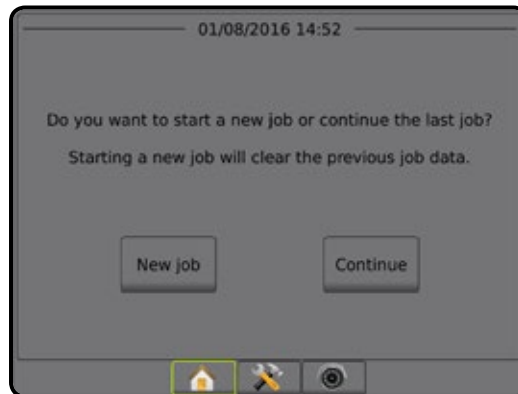 01/08/2016 14:52
Do you want to start a new job or continue the last job?
Starting a new job will clear the previous job data.
New job
Continue